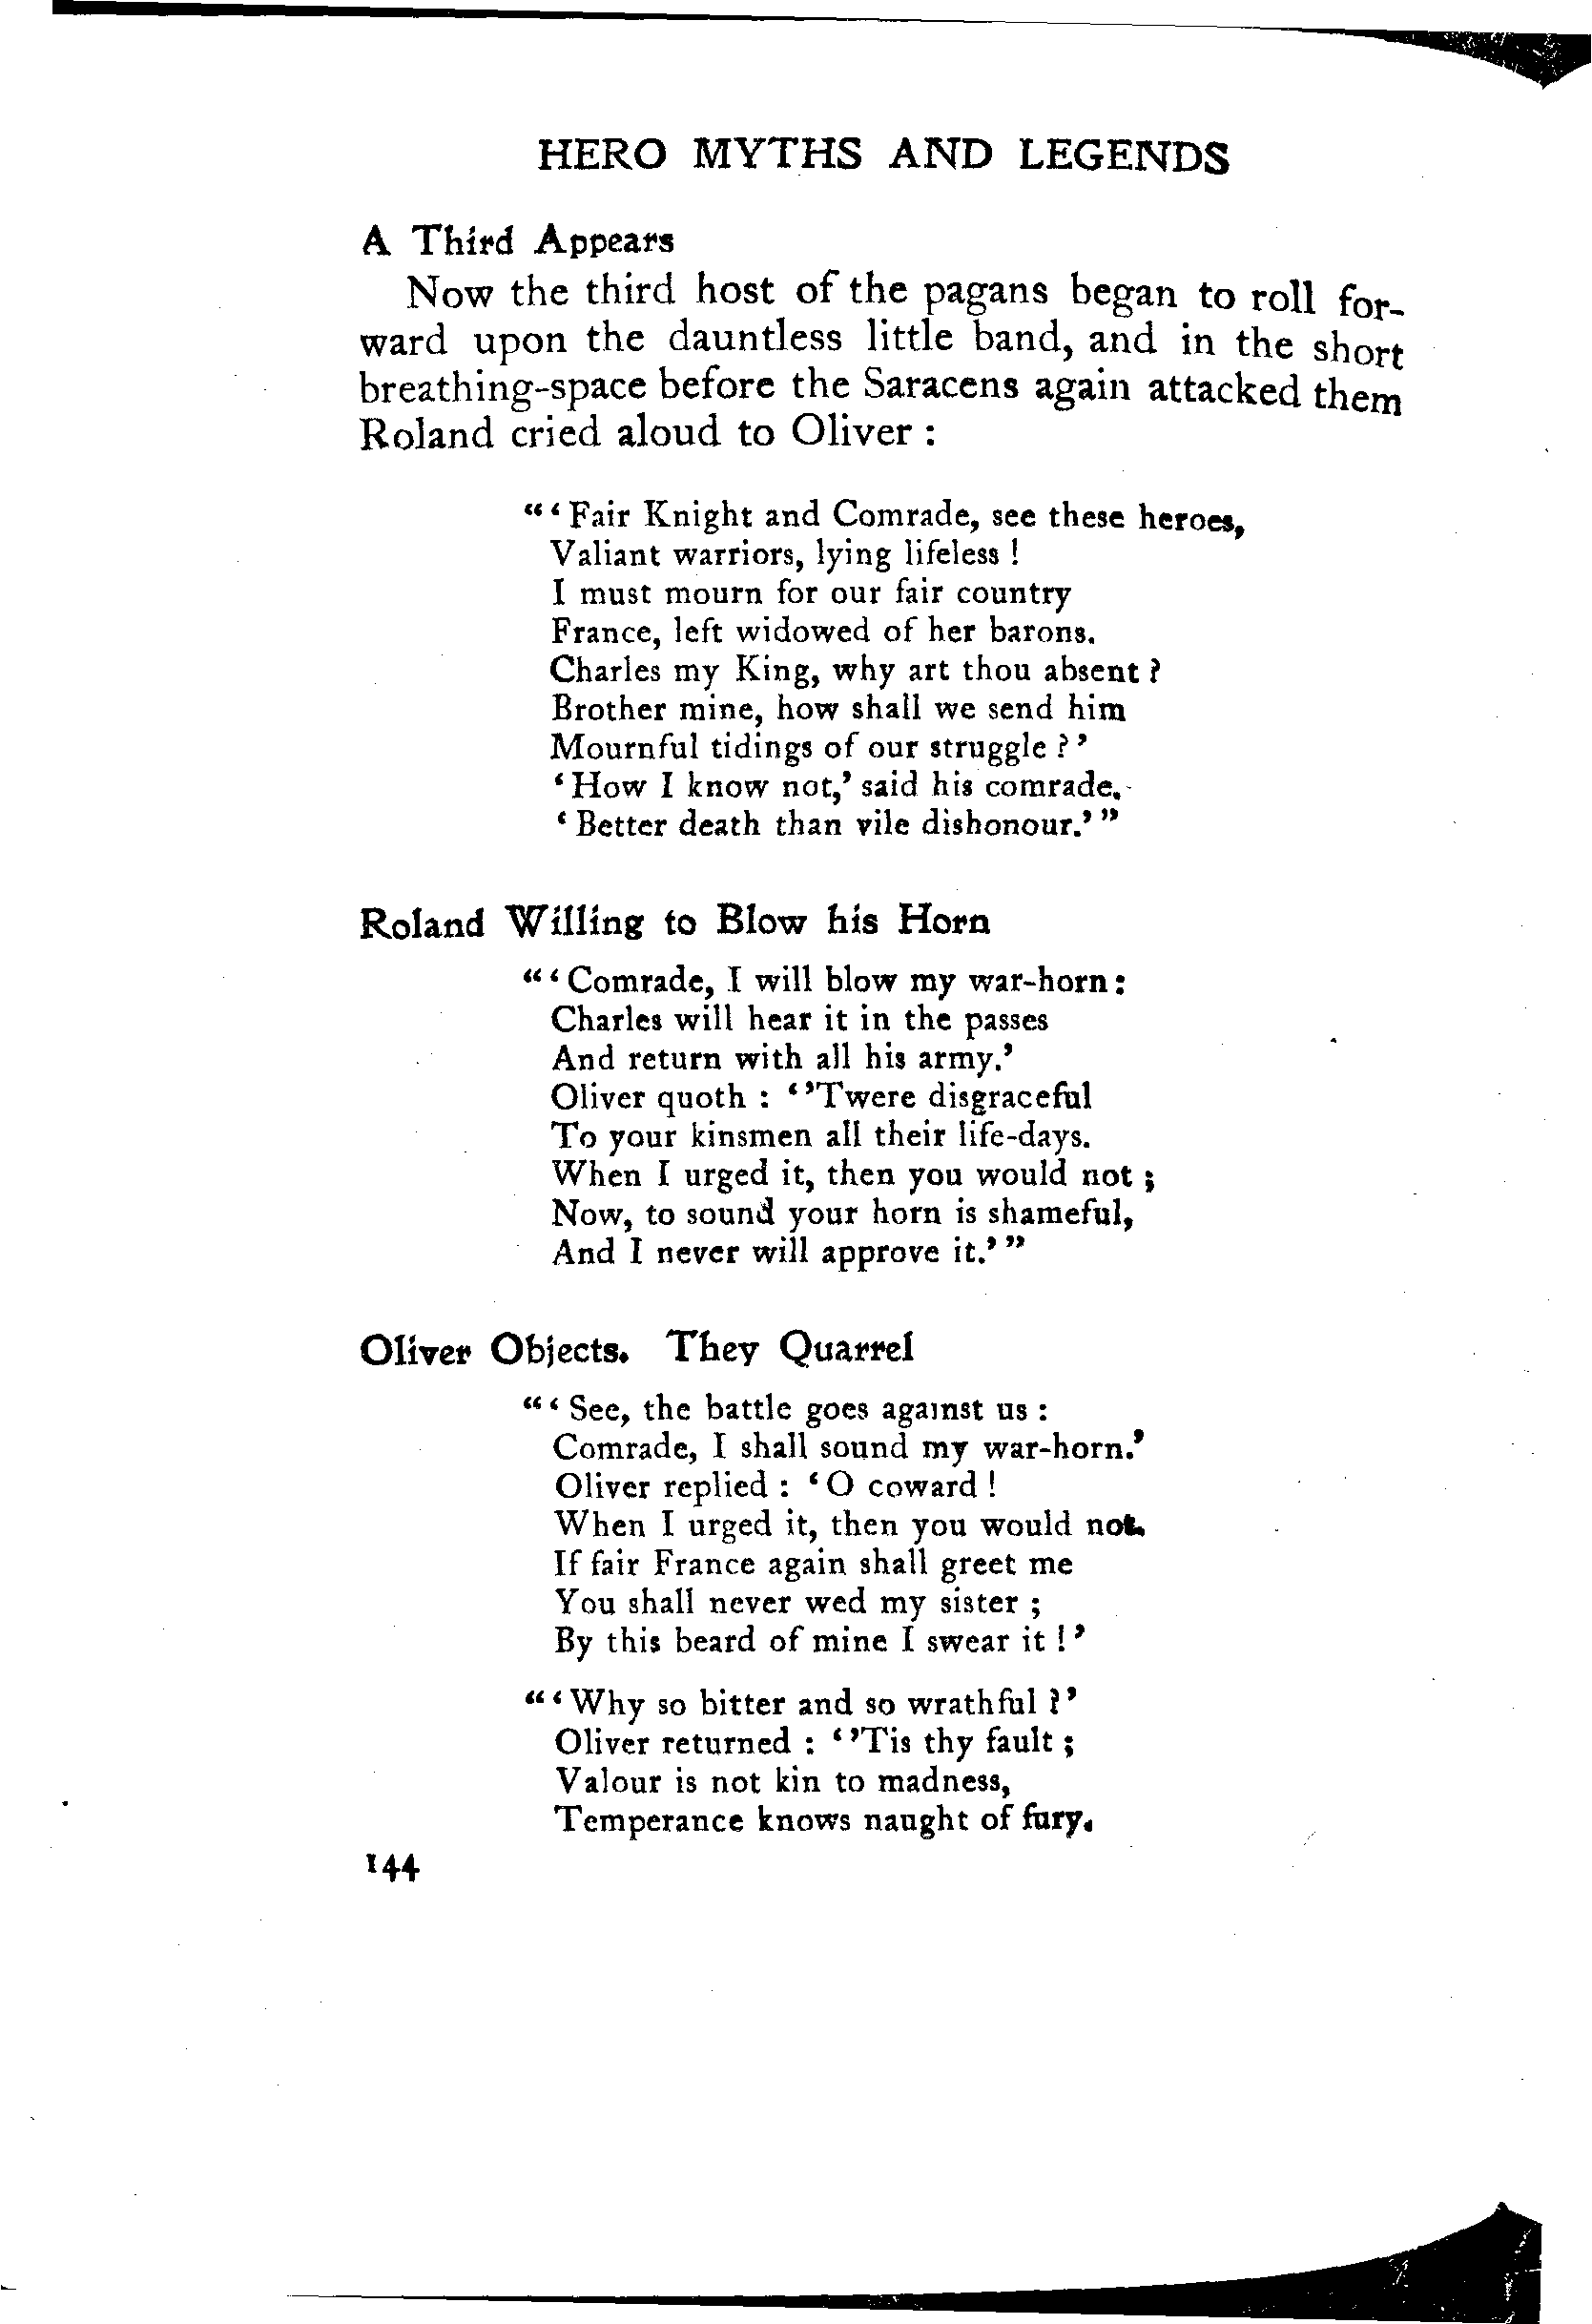 HERO MYTHS AND LEGENDS
A Third Appears
Now the third host of the pagans began to roll for-
ward upon the dauntless little band, and in the short
breathing-space before the Saracens again attacked them
Roland cried aloud to Oliver :
“‘Fair Knight and Comrade, see these heroes,
Valiant warriors, lying lifeless !
I must mourn for our fair country
France, left widowed of her barons.
Charles my King, why art thou absent ?
Brother mine, how shall we send him
Mournful tidings of our struggle ?’
‘How I know not,’ said his comrade.
‘Better death than vile dishonour.’”
Roland Willing to Blow his Horn
“‘Comrade, I will blow my war-horn :
Charles will hear it in the passes
And return with all his army.’
Oliver quoth : ‘’Twere disgraceful
To your kinsmen all their life-days.
When I urged it, then you would not ;
Now, to sound your horn is shameful,
And I never will approve it.’”
Oliver Objects. They Quarrel
“‘See, the battle goes against us :
Comrade, I shall sound my war-horn.’
Oliver replied : ‘O coward !
When I urged it, then you would not.
If fair France again shall greet me
You shall never wed my sister ;
By this beard of mine I swear it !’
“‘Why so bitter and so wrathful ?’
Oliver returned : ‘’Tis thy fault ;
Valour is not kin to madness,
Temperance knows naught of fury.
144